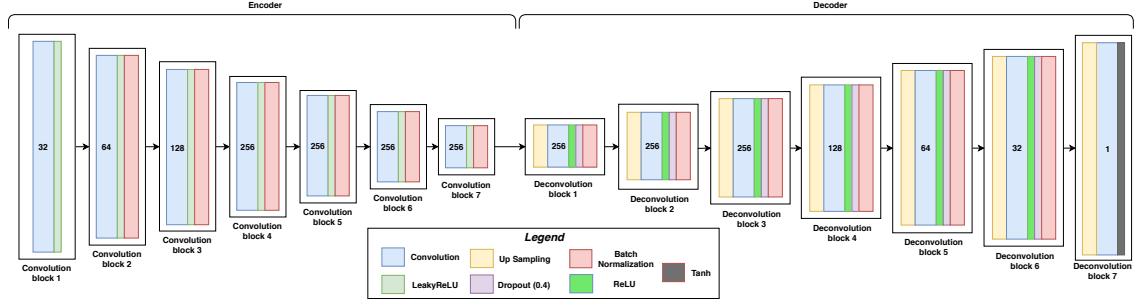 Encoder
Decoder
32
64
128
256
256
256
256
256
256
256
128
64
32
1
Convolution
block 1
Convolution
block 2
Convolution
block 3
Convolution
block 4
Convolution
block 5
Convolution
block 6
Convolution
block 7
Deconvolution
block 1
Deconvolution
block 2
Deconvolution
block 3
Deconvolution
block 4
Deconvolution
block 5
Deconvolution
block 6
Deconvolution
block 7
Legend
Convolution
Up Sampling
Batch
Normalization
Tanh
LeakyReLU
Dropout (0.4)
ReLU